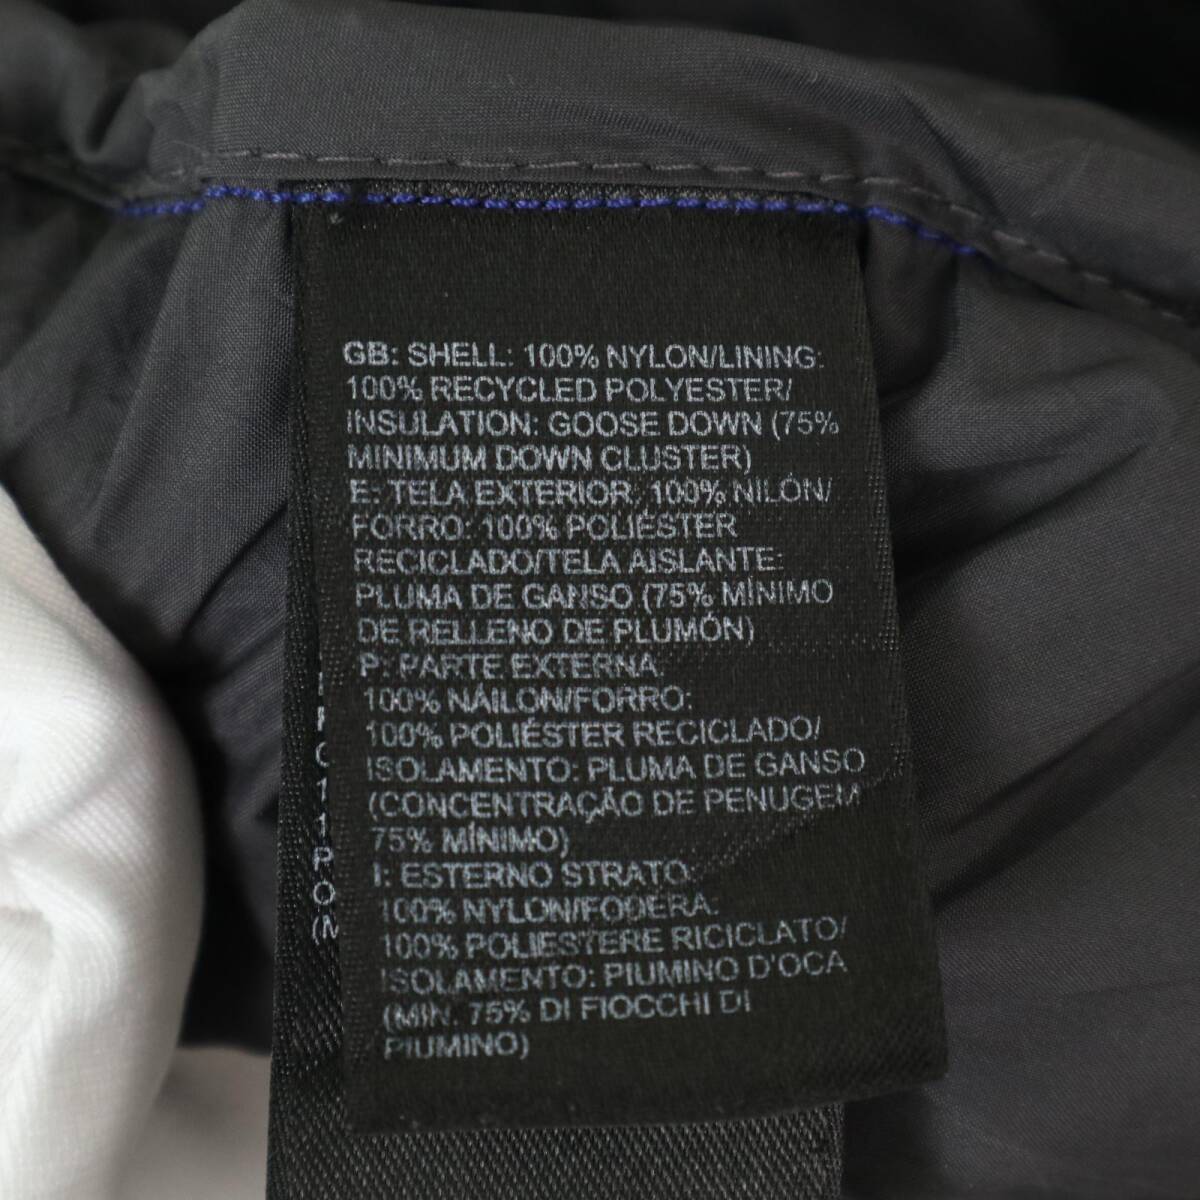 GB: SHELL: 100% NYLON/LINING:
100% RECYCLED POLYESTER/
INSULATION: GOOSE DOWN (75%
MINIMUM DOWN CLUSTER)
E: TELA EXTERIOR: 100% NILÓN/
FORRO: 100% POLIÉSTER
RECICLADO/TELA AISLANTE:
PLUMA DE GANSO (75% MÍNIMO
DE RELLENO DE PLUMÓN)
P: PARTE EXTERNA:
100% NÁILON/FORRO:
100% POLIÉSTER RECICLADO/
ISOLAMENTO: PLUMA DE GANSO
(CONCENTRAÇÃO DE PENUGEM
75% MÍNIMO)
I: ESTERNO STRATO:
100% NYLON/FODERA:
100% POLIESTERE RICICLATO/
ISOLAMENTO: PIUMINO D'OCA
(MIN. 75% DI FIOCCHI DI
PIUMINO)